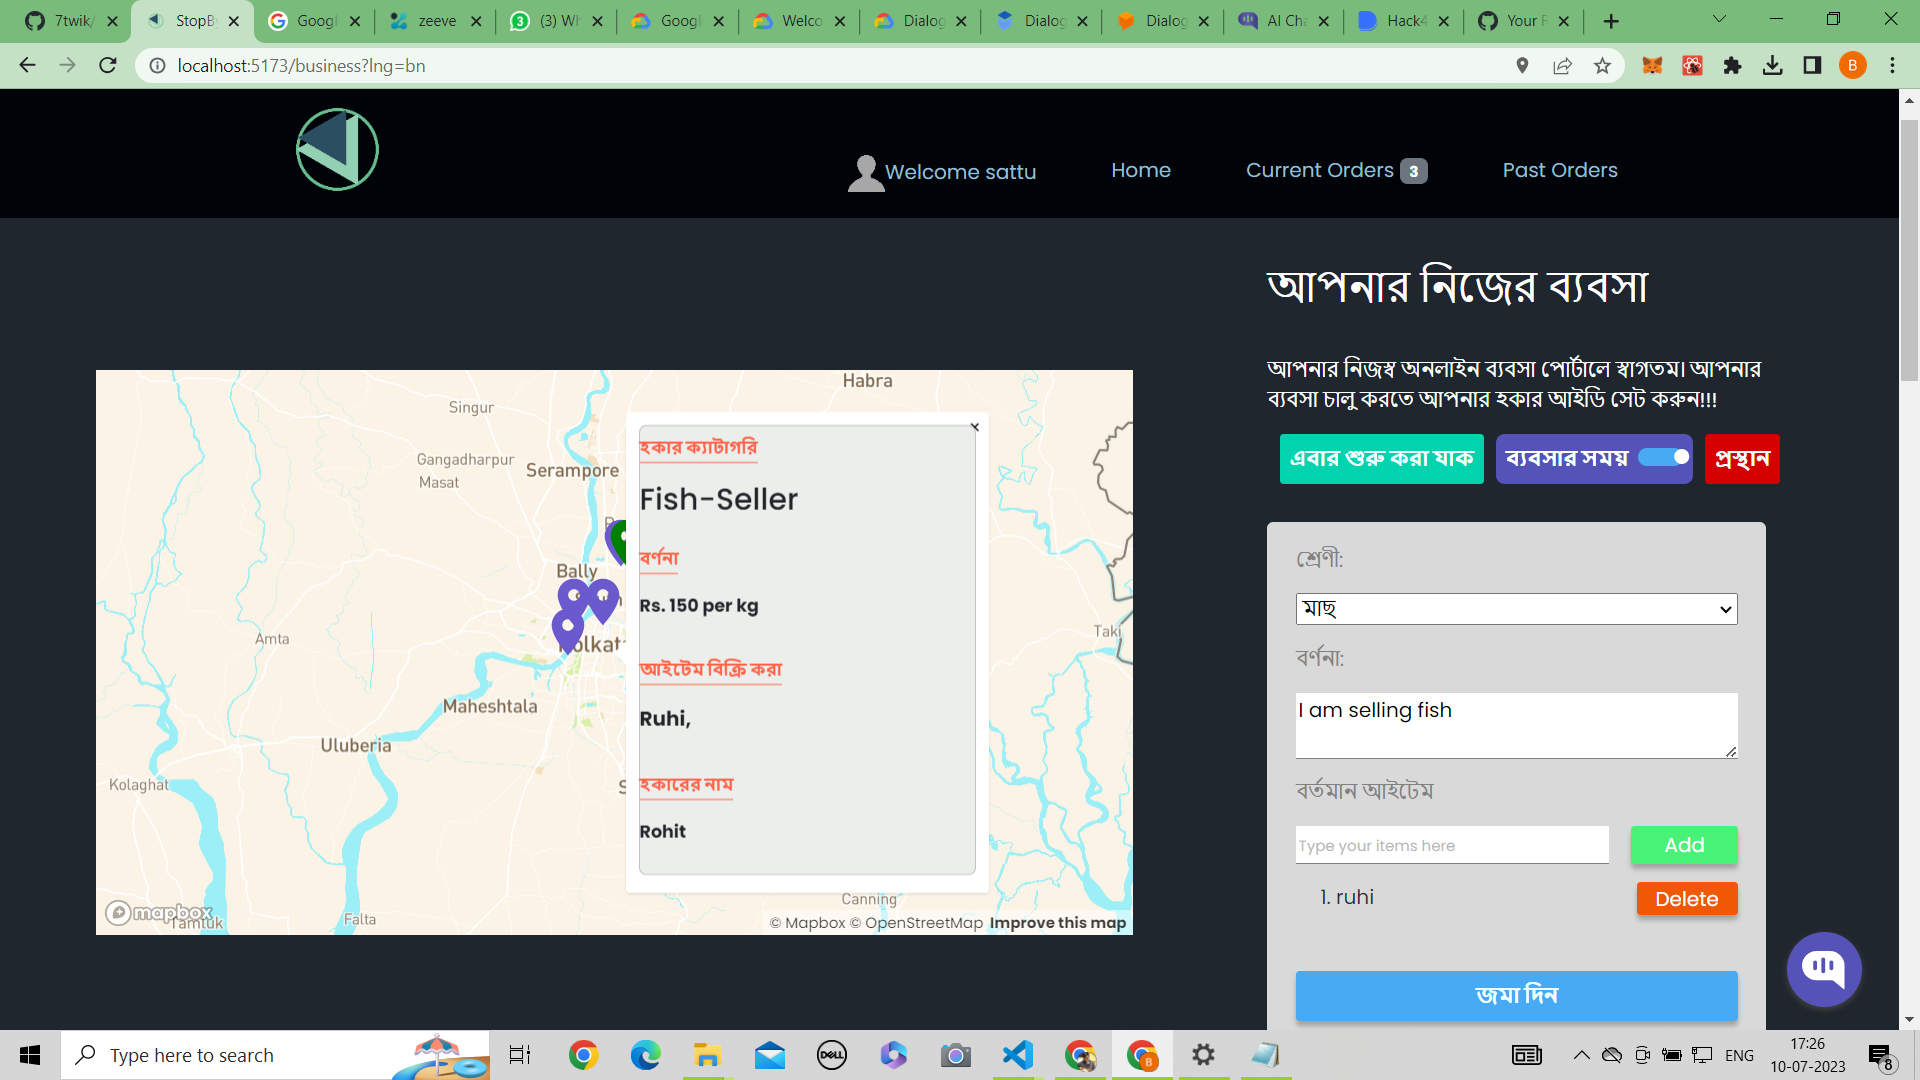 7twik/
StopBy
Googl
zeeve
(3) Wh
Googl
Welco
Dialog
Dialog
Dialog
AI Cha
Hack4
Your R
localhost:5173/business?lng=bn
B
Welcome sattu
Home
Current Orders 3
Past Orders
আপনার নিজের ব্যবসা
আপনার নিজস্ব অনলাইন ব্যবসা পোর্টালে স্বাগতম। আপনার
ব্যবসা চালু করতে আপনার হকার আইডি সেট করুন!!!
এবার শুরু করা যাক
ব্যবসার সময়
প্রস্থান
Habra
Singur
Gangadharpur
Masat
Serampore
Bally
Kolkata
Amta
Taki
Maheshtala
Uluberia
Kolaghat
Tamluk
Falta
Canning
mapbox
© Mapbox © OpenStreetMap Improve this map
হকার ক্যাটাগরি
Fish-Seller
বর্ণনা
Rs. 150 per kg
আইটেম বিক্রি করা
Ruhi,
হকারের নাম
Rohit
শ্রেণী:
মাছ
বর্ণনা:
I am selling fish
বর্তমান আইটেম
Type your items here
Add
1. ruhi
Delete
জমা দিন
Type here to search
DELL
B
ENG
17:26
10-07-2023
8